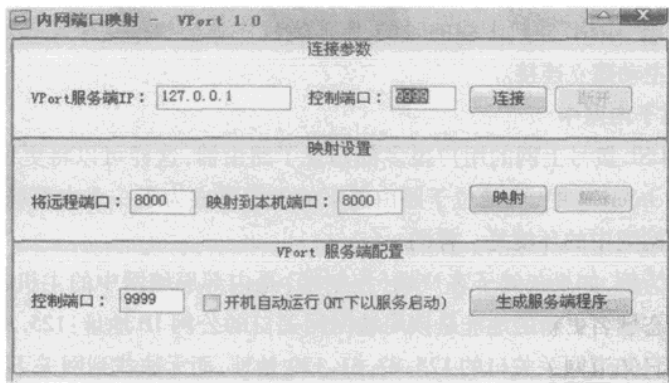 内网端口映射 - VPort 1.0
连接参数
VPort服务端IP： 127.0.0.1 控制端口： 8999 连接 断开
映射设置
将远程端口： 8000 映射到本机端口： 8000 映射 解除
VPort 服务端配置
控制端口： 9999 开机自动运行(NT下以服务启动) 生成服务端程序